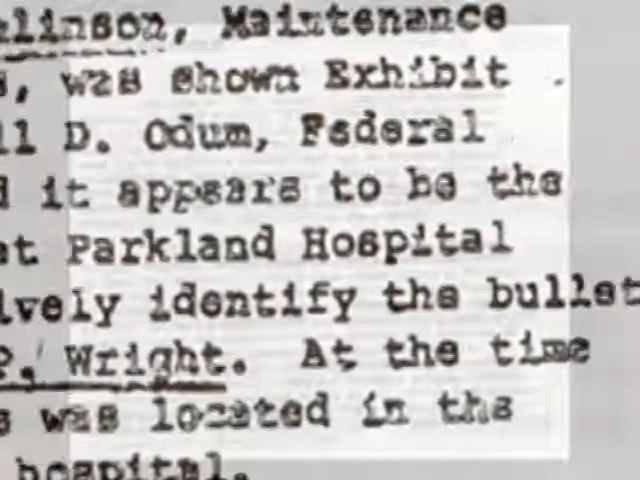 linson, Maintenance
s, was shown Exhibit
ll D. Odum, Federal
d it appears to be the
at Parkland Hospital
ively identify the bullet
P. Wright. At the time
s was located in the
hospital.